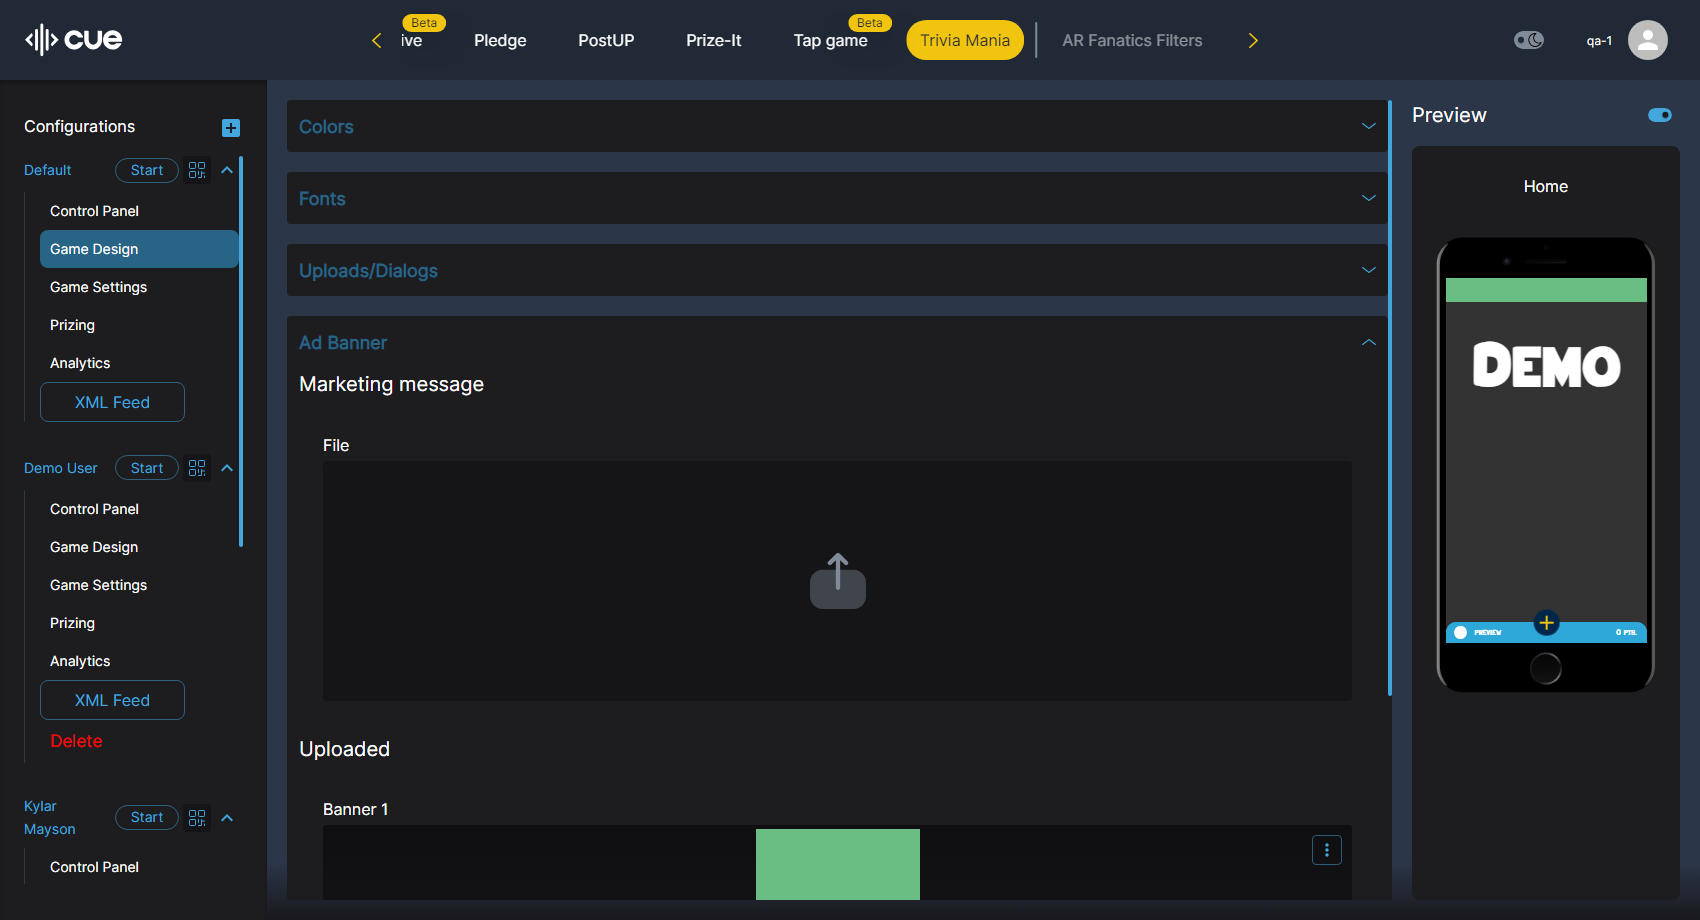 cue
Beta
ive
Pledge
PostUP
Prize-It
Beta
Tap game
Trivia Mania
AR Fanatics Filters
qa-1
Configurations
Default
Start
Control Panel
Game Design
Game Settings
Prizing
Analytics
XML Feed
Demo User
Start
Control Panel
Game Design
Game Settings
Prizing
Analytics
XML Feed
Delete
Kylar
Mayson
Start
Control Panel
Colors
Fonts
Uploads/Dialogs
Ad Banner
Marketing message
File
Uploaded
Banner 1
Preview
Home
DEMO
PREVIEW
0 PTS.